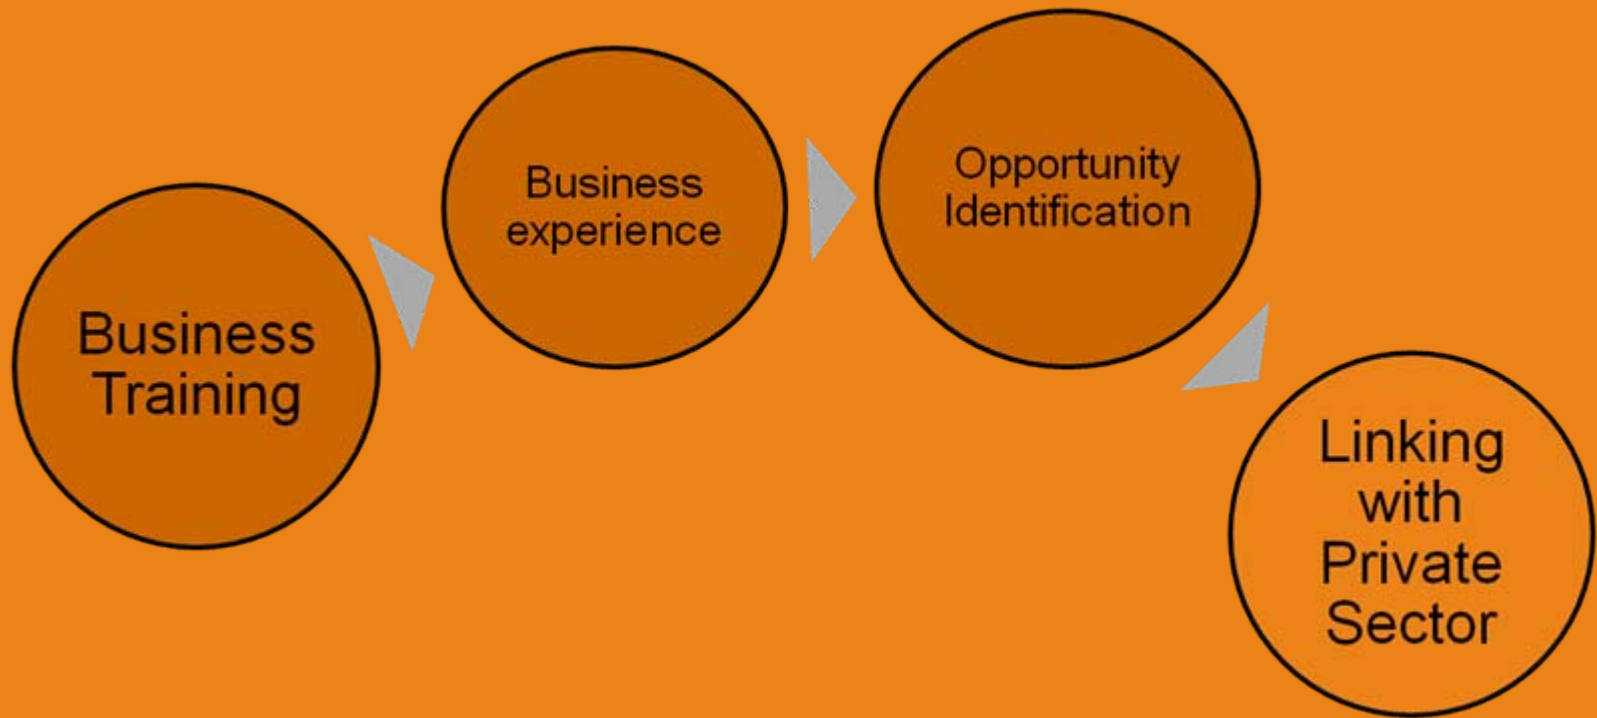 Business
Training
Business
experience
Opportunity
Identification
Linking
with
Private
Sector